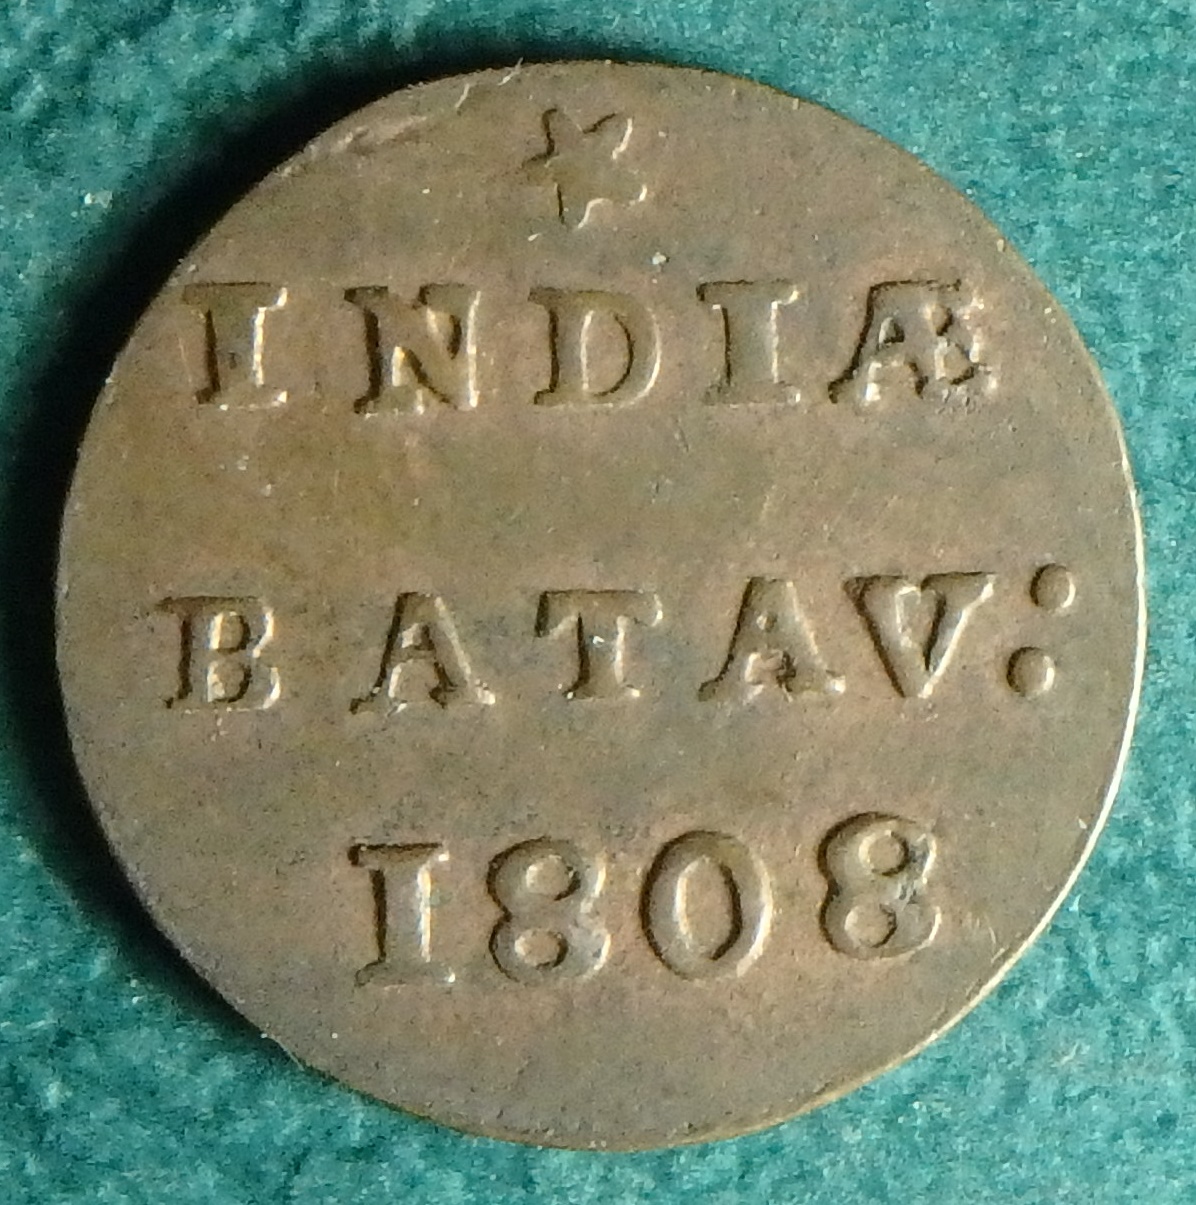 INDIÆ
BATAV:
1808